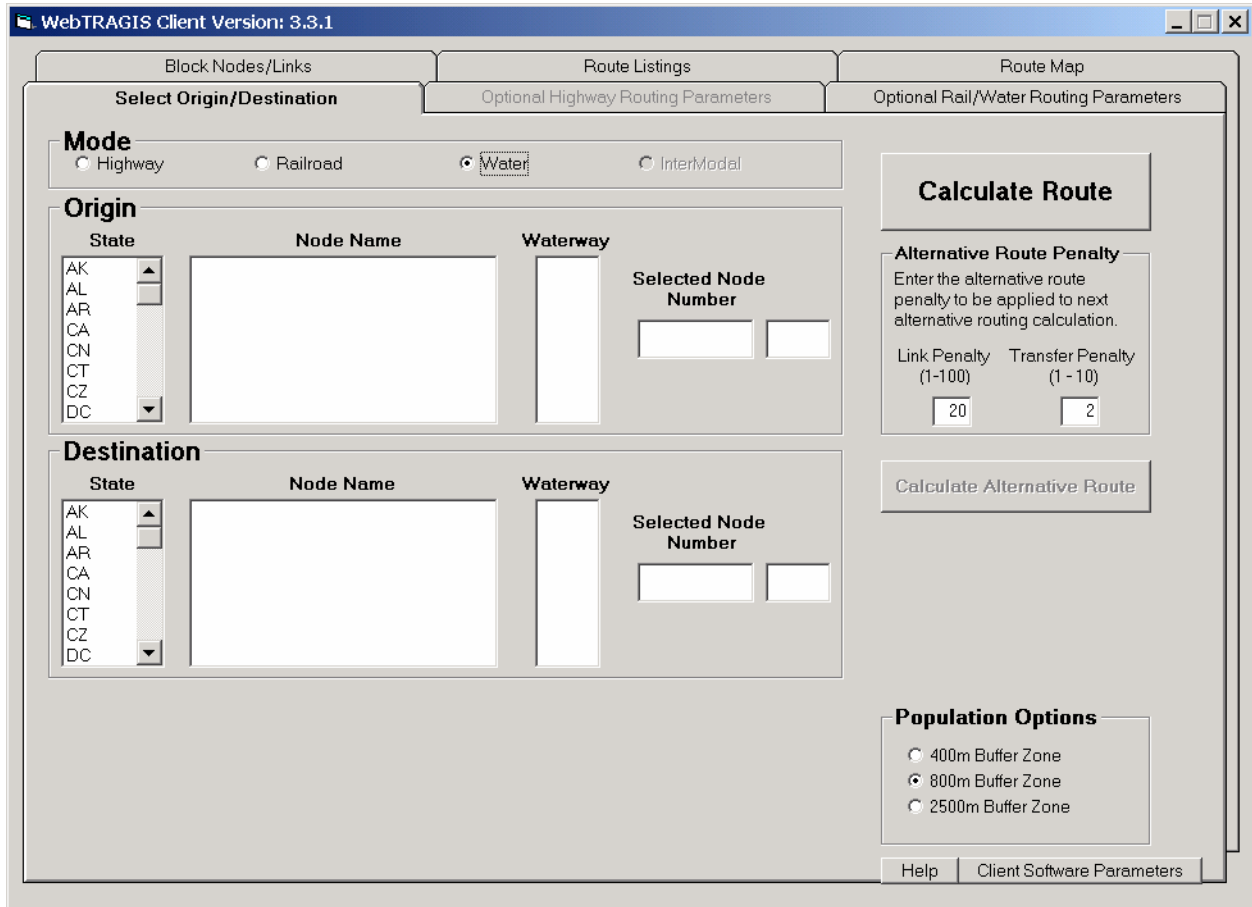 WebTRAGIS Client Version: 3.3.1
Block Nodes/Links
Route Listings
Route Map
Select Origin/Destination
Optional Highway Routing Parameters
Optional Rail/Water Routing Parameters
Mode
Highway
Railroad
Water
InterModal
Origin
State
Node Name
Waterway
AK
AL
AR
CA
CN
CT
CZ
DC
Selected Node
Number
Destination
State
Node Name
Waterway
AK
AL
AR
CA
CN
CT
CZ
DC
Selected Node
Number
Calculate Route
Alternative Route Penalty
Enter the alternative route
penalty to be applied to next
alternative routing calculation.
Link Penalty
(1-100)
Transfer Penalty
(1 - 10)
20
2
Calculate Alternative Route
Population Options
400m Buffer Zone
800m Buffer Zone
2500m Buffer Zone
Help
Client Software Parameters